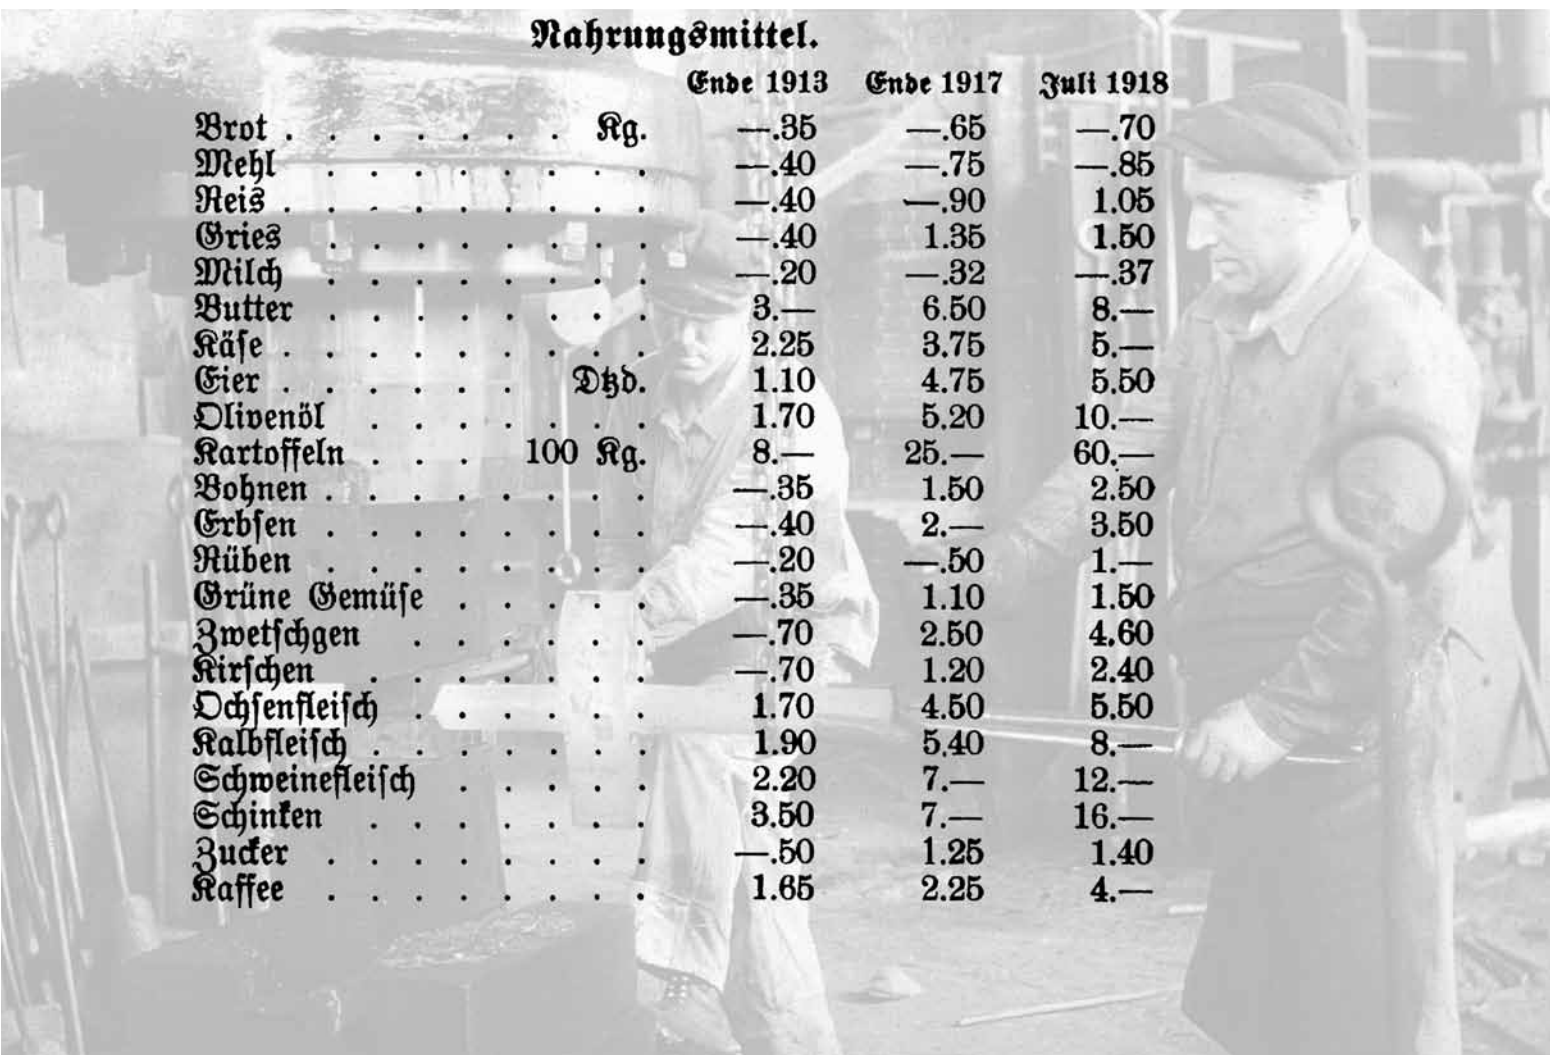 Nahrungsmittel.
Ende 1913 Ende 1917 Juli 1918
Brot . . . . . . . Kg. —.35 —.65 —.70
Mehl . . . . . . . . —.40 —.75 —.85
Reis . . . . . . . . . —.40 —.90 1.05
Gries . . . . . . . . —.40 1.35 1.50
Milch . . . . . . . . —.20 —.32 —.37
Butter . . . . . . . . 3.— 6.50 8.—
Käse . . . . . . . . . 2.25 3.75 5.—
Eier . . . . . . Dtzd. 1.10 4.75 5.50
Olivenöl . . . . . . . 1.70 5.20 10.—
Kartoffeln . . . 100 Kg. 8.— 25.— 60.—
Bohnen . . . . . . . . —.35 1.50 2.50
Erbsen . . . . . . . . —.40 2.— 3.50
Rüben . . . . . . . . —.20 —.50 1.—
Grüne Gemüse . . . . . —.35 1.10 1.50
Zwetschgen . . . . . . —.70 2.50 4.60
Kirschen . . . . . . . —.70 1.20 2.40
Ochsenfleisch . . . . . . 1.70 4.50 5.50
Kalbfleisch . . . . . . . 1.90 5.40 8.—
Schweinefleisch . . . . . 2.20 7.— 12.—
Schinken . . . . . . . 3.50 7.— 16.—
Zucker . . . . . . . . —.50 1.25 1.40
Kaffee . . . . . . . . 1.65 2.25 4.—